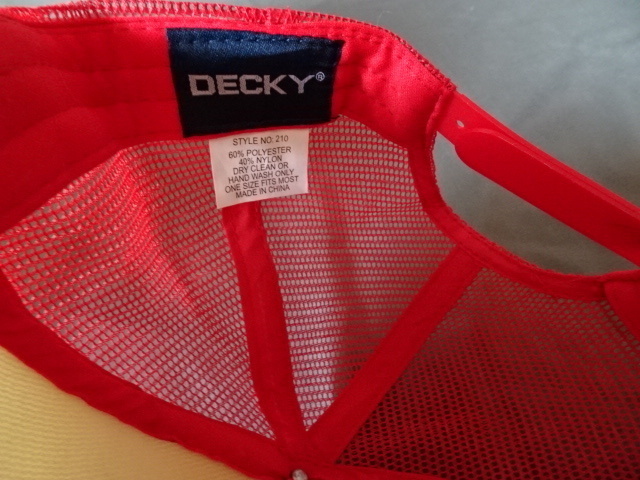 DECKY®
STYLE NO: 210
60% POLYESTER
40% NYLON
DRY CLEAN OR
HAND WASH ONLY
ONE SIZE FITS MOST
MADE IN CHINA